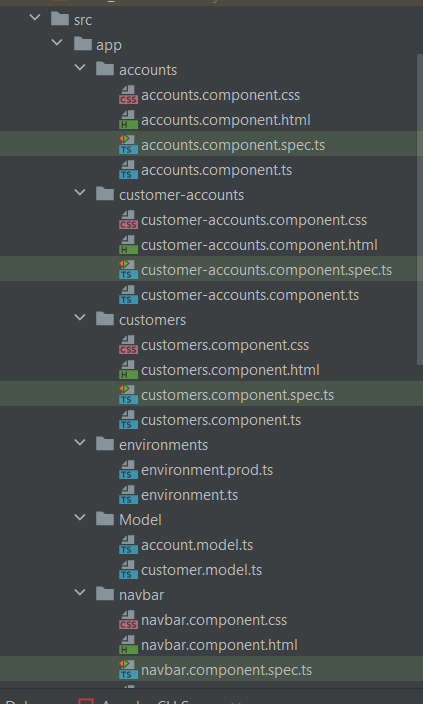 src
app
accounts
CSS accounts.component.css
H accounts.component.html
TS accounts.component.spec.ts
TS accounts.component.ts
customer-accounts
CSS customer-accounts.component.css
H customer-accounts.component.html
TS customer-accounts.component.spec.ts
TS customer-accounts.component.ts
customers
CSS customers.component.css
H customers.component.html
TS customers.component.spec.ts
TS customers.component.ts
environments
TS environment.prod.ts
TS environment.ts
Model
TS account.model.ts
TS customer.model.ts
navbar
CSS navbar.component.css
H navbar.component.html
TS navbar.component.spec.ts